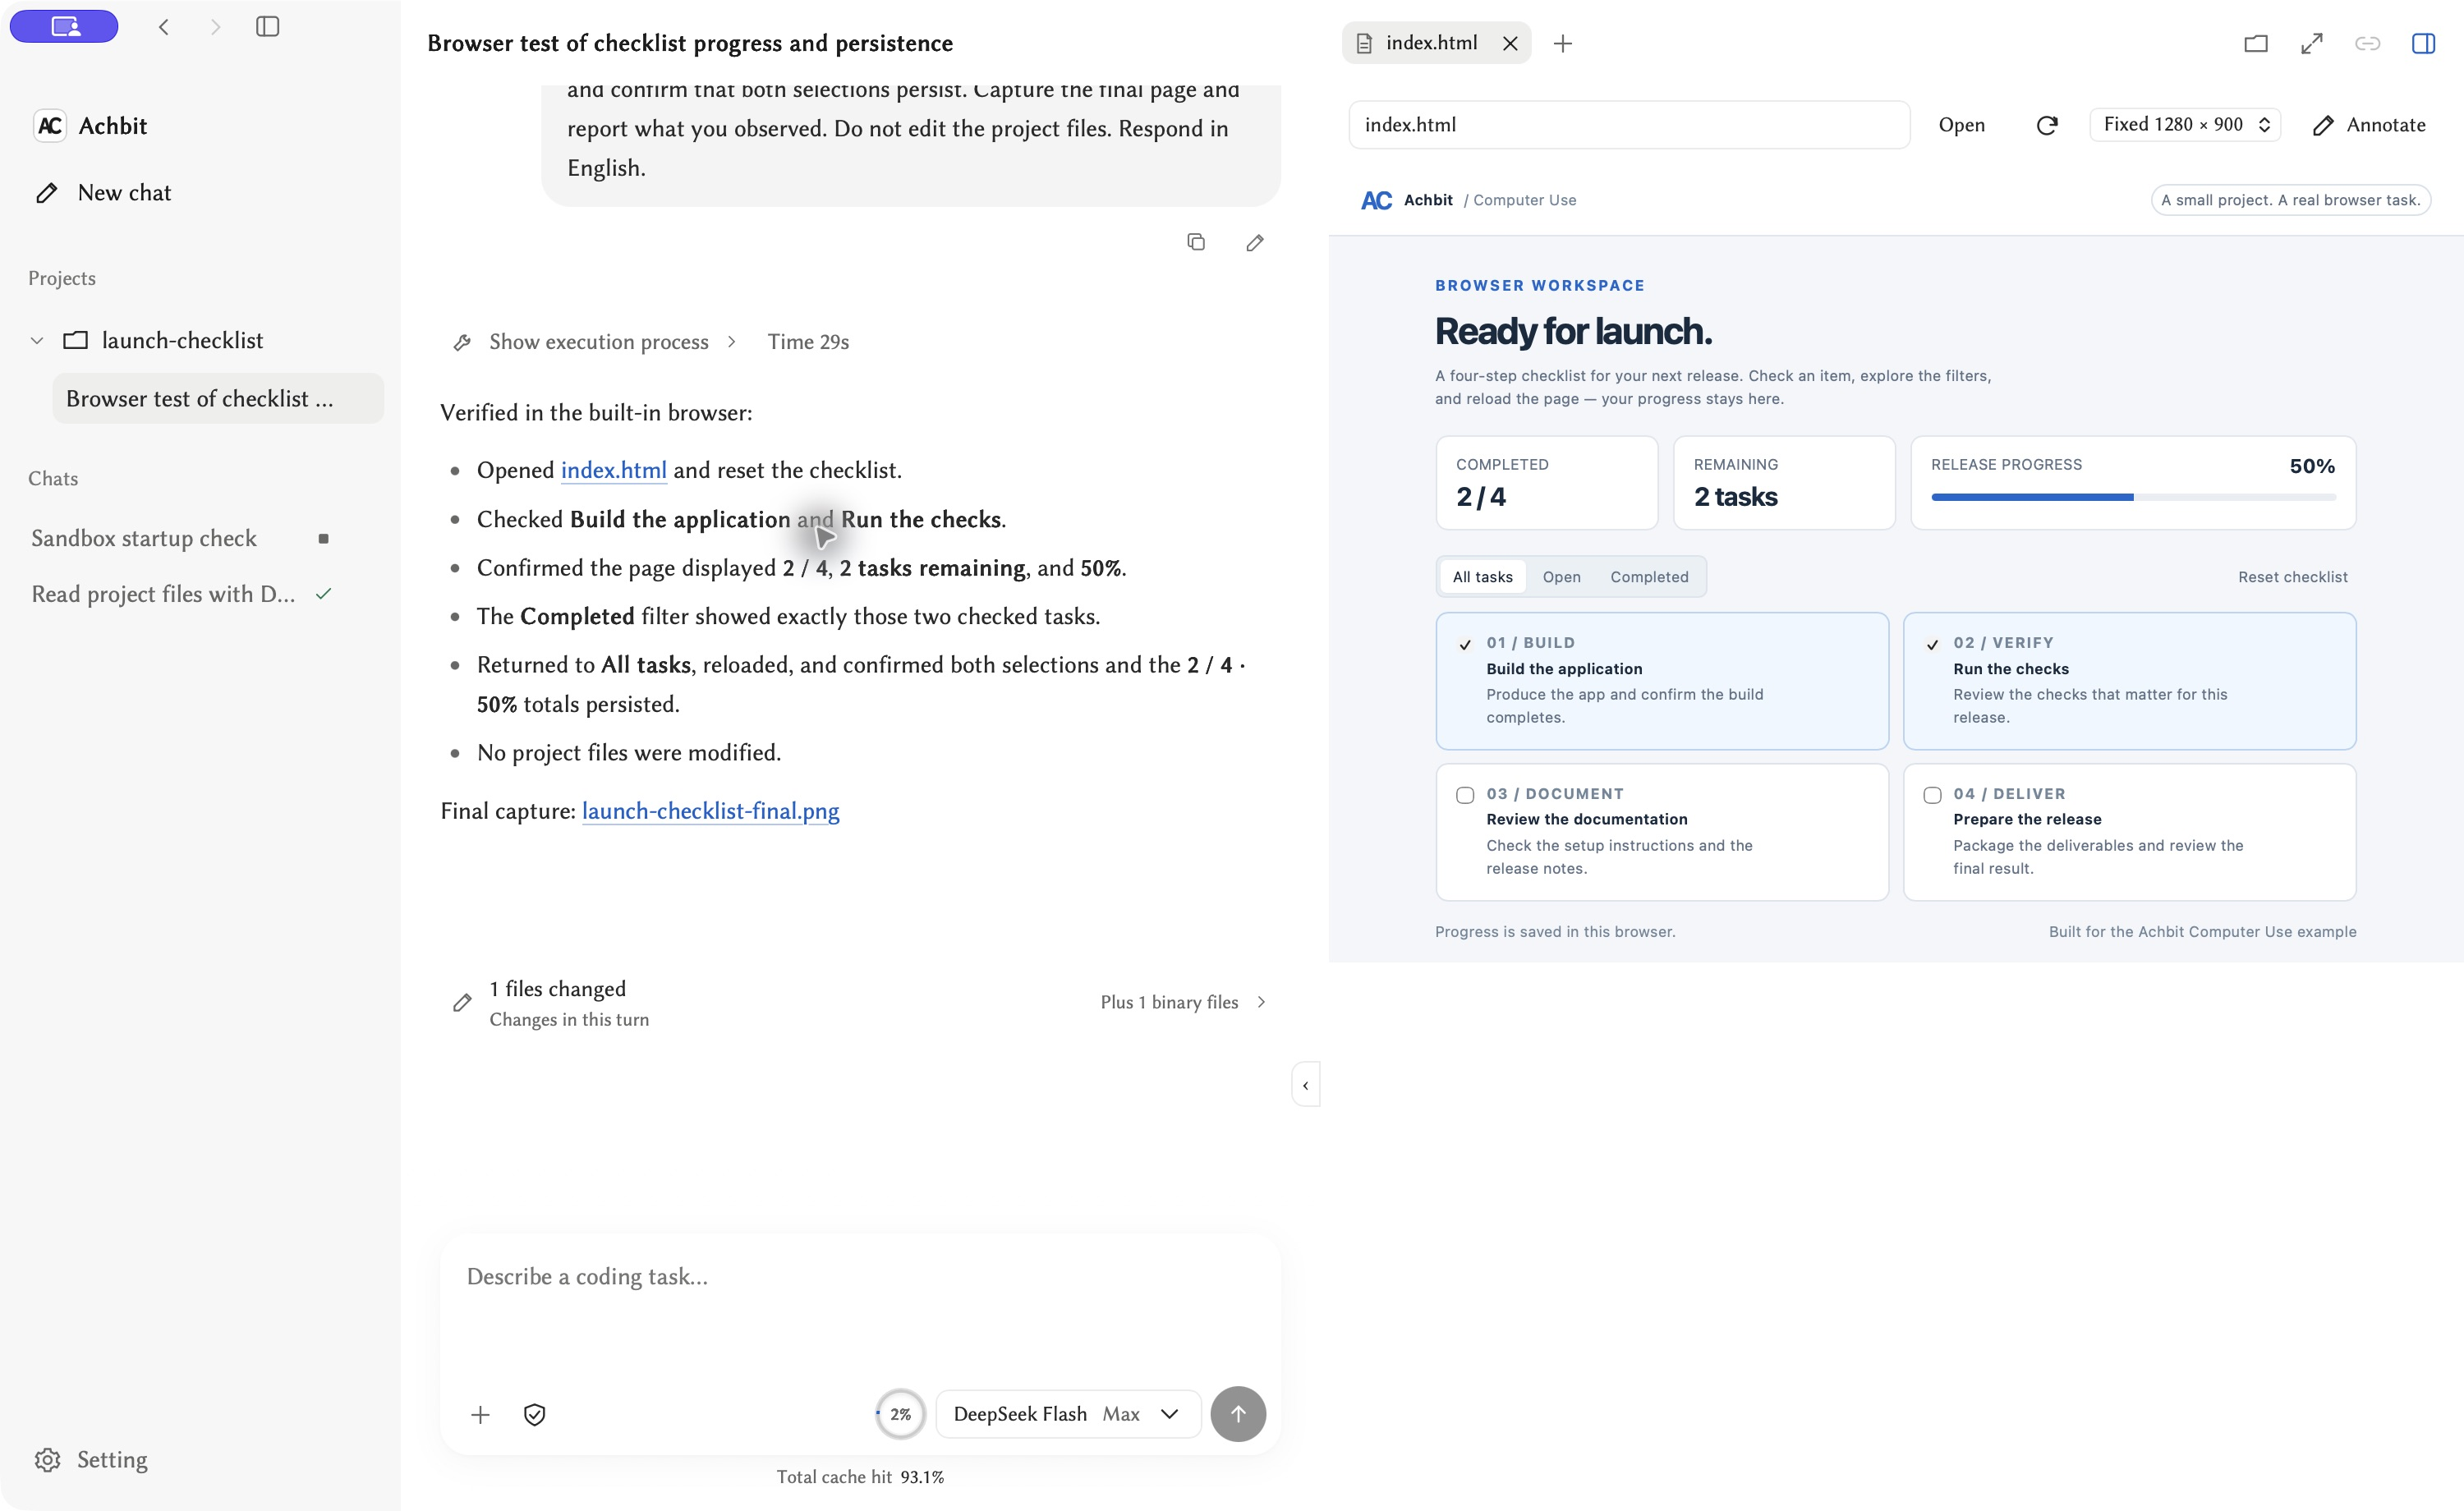 AC Achbit
New chat
Projects
launch-checklist
Browser test of checklist ...
Chats
Sandbox startup check
Read project files with D...
Setting
Browser test of checklist progress and persistence
and confirm that both selections persist. Capture the final page and
report what you observed. Do not edit the project files. Respond in
English.
Show execution process
Time 29s
Verified in the built-in browser:
Opened index.html and reset the checklist.
Checked Build the application and Run the checks.
Confirmed the page displayed 2 / 4, 2 tasks remaining, and 50%.
The Completed filter showed exactly those two checked tasks.
Returned to All tasks, reloaded, and confirmed both selections and the 2 / 4 ·
50% totals persisted.
No project files were modified.
Final capture: launch-checklist-final.png
1 files changed
Changes in this turn
Plus 1 binary files
Describe a coding task...
2%
DeepSeek Flash Max
Total cache hit 93.1%
index.html
index.html
Open
Fixed 1280 × 900
Annotate
AC Achbit / Computer Use
A small project. A real browser task.
BROWSER WORKSPACE
Ready for launch.
A four-step checklist for your next release. Check an item, explore the filters,
and reload the page — your progress stays here.
COMPLETED
2 / 4
REMAINING
2 tasks
RELEASE PROGRESS
50%
All tasks
Open
Completed
Reset checklist
01 / BUILD
Build the application
Produce the app and confirm the build
completes.
02 / VERIFY
Run the checks
Review the checks that matter for this
release.
03 / DOCUMENT
Review the documentation
Check the setup instructions and the
release notes.
04 / DELIVER
Prepare the release
Package the deliverables and review the
final result.
Progress is saved in this browser.
Built for the Achbit Computer Use example